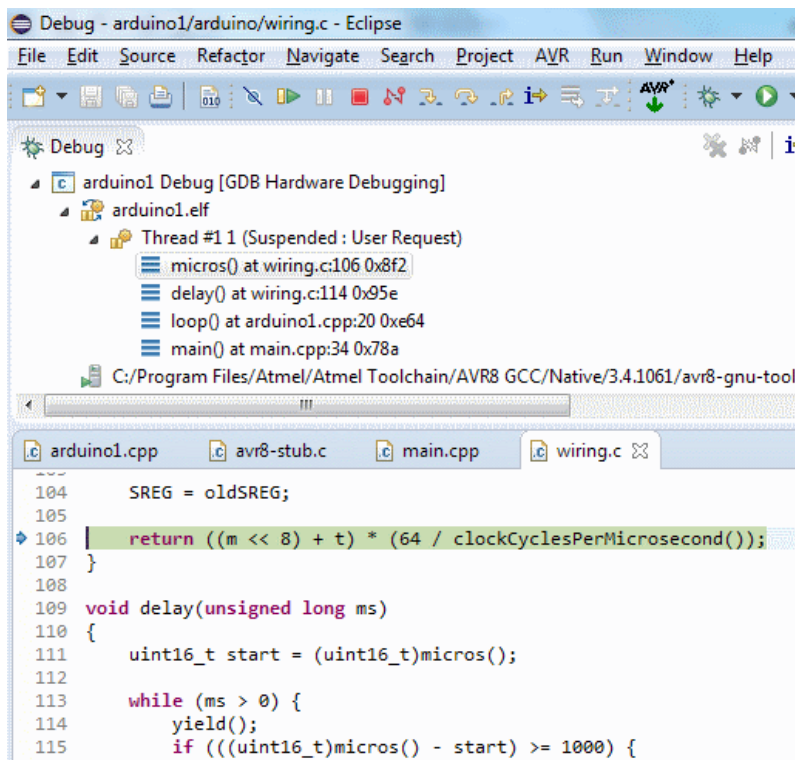 Debug - arduino1/arduino/wiring.c - Eclipse
File Edit Source Refactor Navigate Search Project AVR Run Window Help
010 i AVR
Debug i
c arduino1 Debug [GDB Hardware Debugging]
arduino1.elf
Thread #1 1 (Suspended : User Request)
micros() at wiring.c:106 0x8f2
delay() at wiring.c:114 0x95e
loop() at arduino1.cpp:20 0xe64
main() at main.cpp:34 0x78a
C:/Program Files/Atmel/Atmel Toolchain/AVR8 GCC/Native/3.4.1061/avr8-gnu-tool
.c arduino1.cpp .c avr8-stub.c .c main.cpp .c wiring.c
104 SREG = oldSREG;
105
106 return ((m << 8) + t) * (64 / clockCyclesPerMicrosecond());
107 }
108
109 void delay(unsigned long ms)
110 {
111 uint16_t start = (uint16_t)micros();
112
113 while (ms > 0) {
114 yield();
115 if (((uint16_t)micros() - start) >= 1000) {